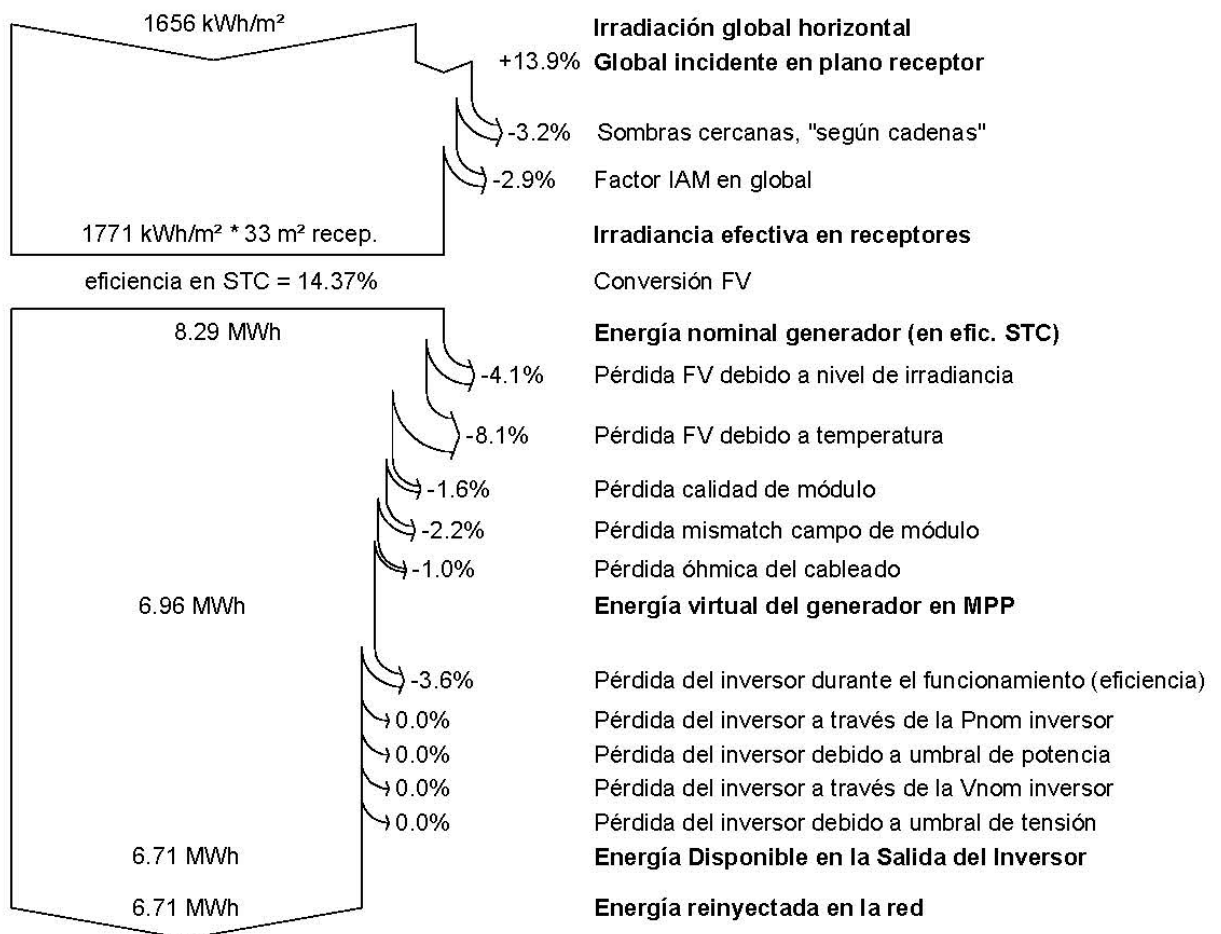 1656 kWh/m² Irradiación global horizontal
+13.9% Global incidente en plano receptor
-3.2% Sombras cercanas, "según cadenas"
-2.9% Factor IAM en global
1771 kWh/m² * 33 m² recep. Irradiancia efectiva en receptores
eficiencia en STC = 14.37% Conversión FV
8.29 MWh Energía nominal generador (en efic. STC)
-4.1% Pérdida FV debido a nivel de irradiancia
-8.1% Pérdida FV debido a temperatura
-1.6% Pérdida calidad de módulo
-2.2% Pérdida mismatch campo de módulo
-1.0% Pérdida óhmica del cableado
6.96 MWh Energía virtual del generador en MPP
-3.6% Pérdida del inversor durante el funcionamiento (eficiencia)
0.0% Pérdida del inversor a través de la Pnom inversor
0.0% Pérdida del inversor debido a umbral de potencia
0.0% Pérdida del inversor a través de la Vnom inversor
0.0% Pérdida del inversor debido a umbral de tensión
6.71 MWh Energía Disponible en la Salida del Inversor
6.71 MWh Energía reinyectada en la red